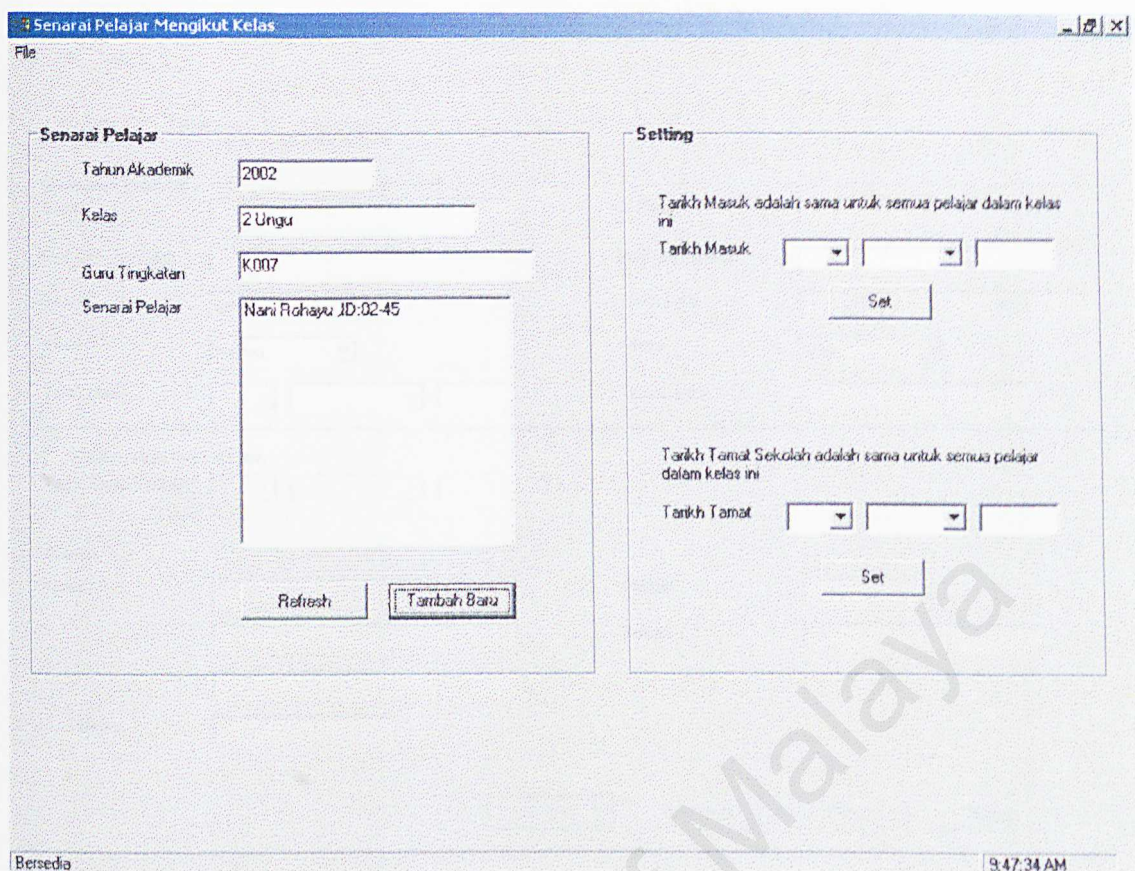 Senarai Pelajar Mengikut Kelas
File
Senarai Pelajar
Tahun Akademik
2002
Kelas
2 Ungu
Guru Tingkatan
K007
Senarai Pelajar
Nani Rohayu ,ID:02-45
Refresh
Tambah Baru
Setting
Tarikh Masuk adalah sama untuk semua pelajar dalam kelas
ini
Tarikh Masuk
Set
Tarikh Tamat Sekolah adalah sama untuk semua pelajar
dalam kelas ini
Tarikh Tamat
Set
Malaya
Bersedia
9:47:34 AM